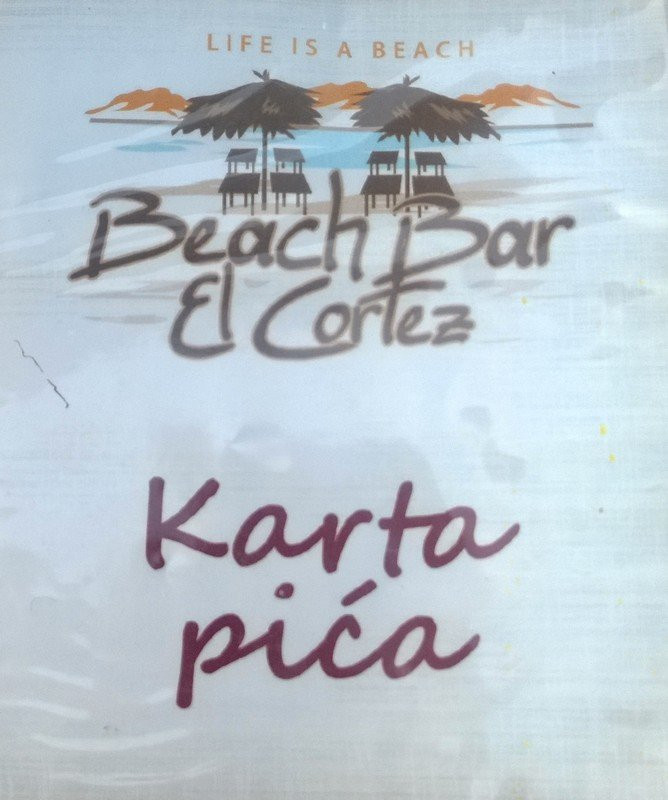 LIFE IS A BEACH
Beach Bar
El Cortez
Karta
pića